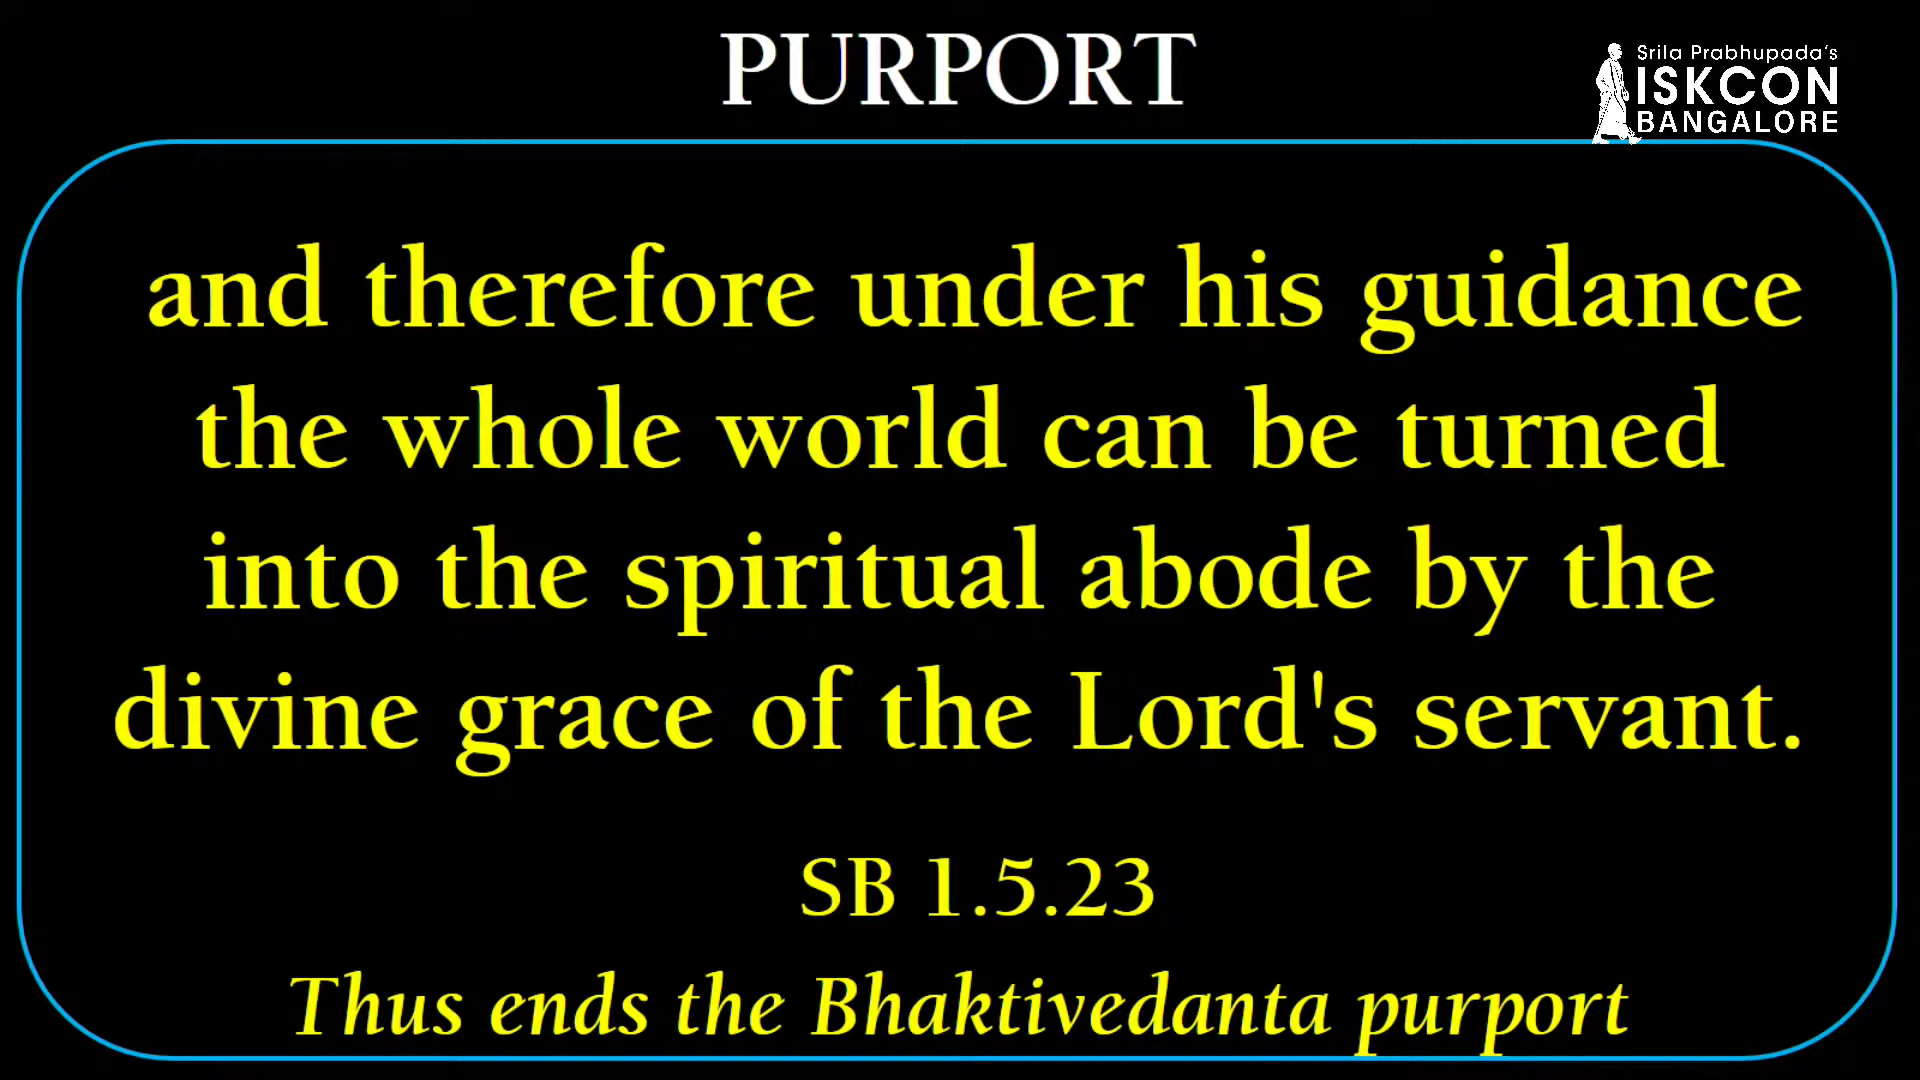 PURPORT
Srila Prabhupada's
ISKCON
BANGALORE
and therefore under his guidance
the whole world can be turned
into the spiritual abode by the
divine grace of the Lord's servant.
SB 1.5.23
Thus ends the Bhaktivedanta purport